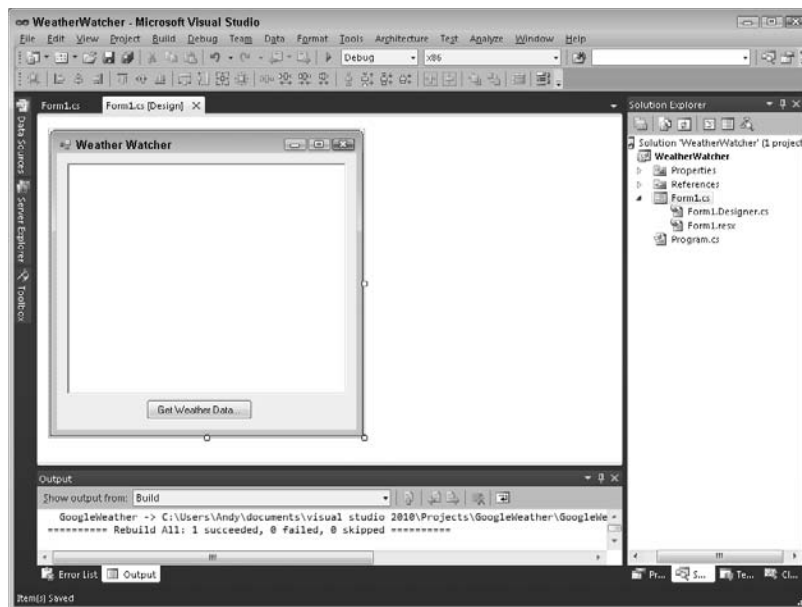 WeatherWatcher - Microsoft Visual Studio
File Edit View Project Build Debug Team Data Format Tools Architecture Test Analyze Window Help
Debug x86
Form1.cs Form1.cs [Design]
Data Sources
Server Explorer
Toolbox
Weather Watcher
Get Weather Data...
Solution Explorer
Solution 'WeatherWatcher' (1 project
WeatherWatcher
Properties
References
Form1.cs
Form1.Designer.cs
Form1.resx
Program.cs
Output
Show output from: Build
GoogleWeather -> C:\Users\Andy\documents\visual studio 2010\Projects\GoogleWeather\GoogleWe
========== Rebuild All: 1 succeeded, 0 failed, 0 skipped ==========
Error List Output
Pr... S... Te... Cl...
Item(s) Saved